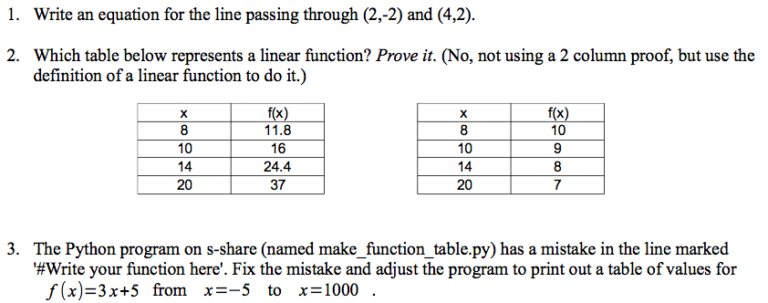 1. Write an equation for the line passing through (2,-2) and (4,2).
2. Which table below represents a linear function? Prove it. (No, not using a 2 column proof, but use the
definition of a linear function to do it.)
x f(x) x f(x)
8 11.8 8 10
10 16 10 9
14 24.4 14 8
20 37 20 7
3. The Python program on s-share (named make_function_table.py) has a mistake in the line marked
'#Write your function here'. Fix the mistake and adjust the program to print out a table of values for
f(x)=3x+5 from x=-5 to x=1000 .